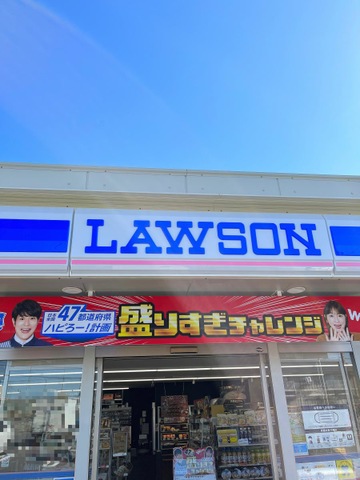 LAWSON
日本全国
47都道府県
ハピろー!計画
盛りすぎチャレンジ
W